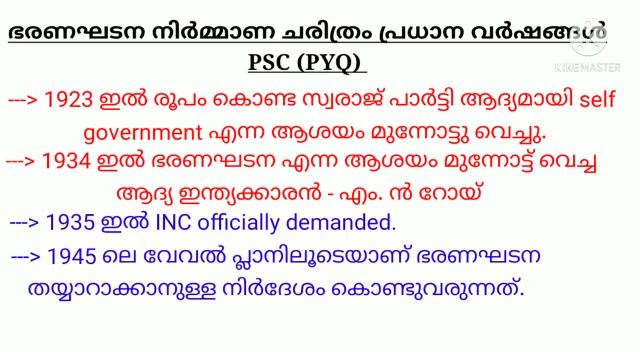 ഭരണഘടന നിർമ്മാണ ചരിത്രം പ്രധാന വർഷങ്ങൾ
PSC (PYQ)
KINEMASTER
---> 1923 ഇൽ രൂപം കൊണ്ട സ്വരാജ് പാർട്ടി ആദ്യമായി self
government എന്ന ആശയം മുന്നോട്ടു വെച്ചു.
---> 1934 ഇൽ ഭരണഘടന എന്ന ആശയം മുന്നോട്ട് വെച്ച
ആദ്യ ഇന്ത്യക്കാരൻ - എം. ൻ റോയ്
---> 1935 ഇൽ INC officially demanded.
---> 1945 ലെ വേവൽ പ്ലാനിലൂടെയാണ് ഭരണഘടന
തയ്യാറാക്കാനുള്ള നിർദേശം കൊണ്ടുവരുന്നത്.